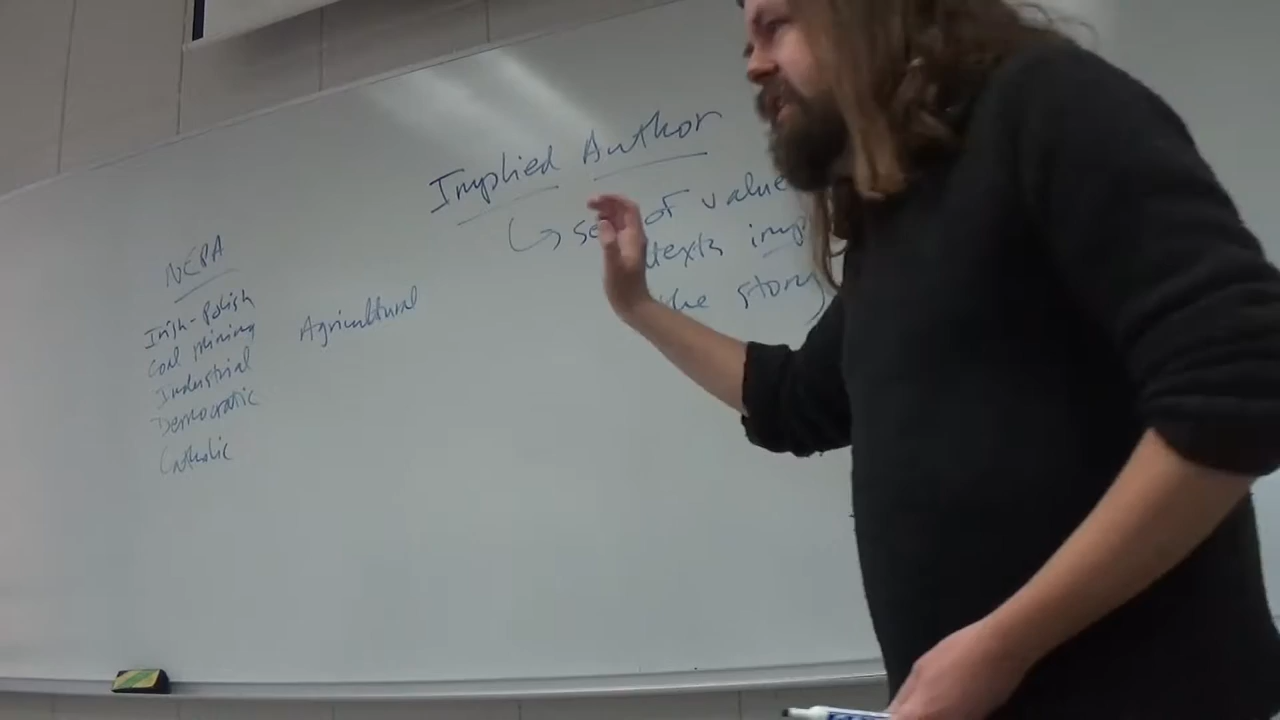 Implied Author
↳ set of value
texts imp
the story
NEPA
Irish-Polish
Coal mining
Industrial
Democratic
Catholic
Agricultural